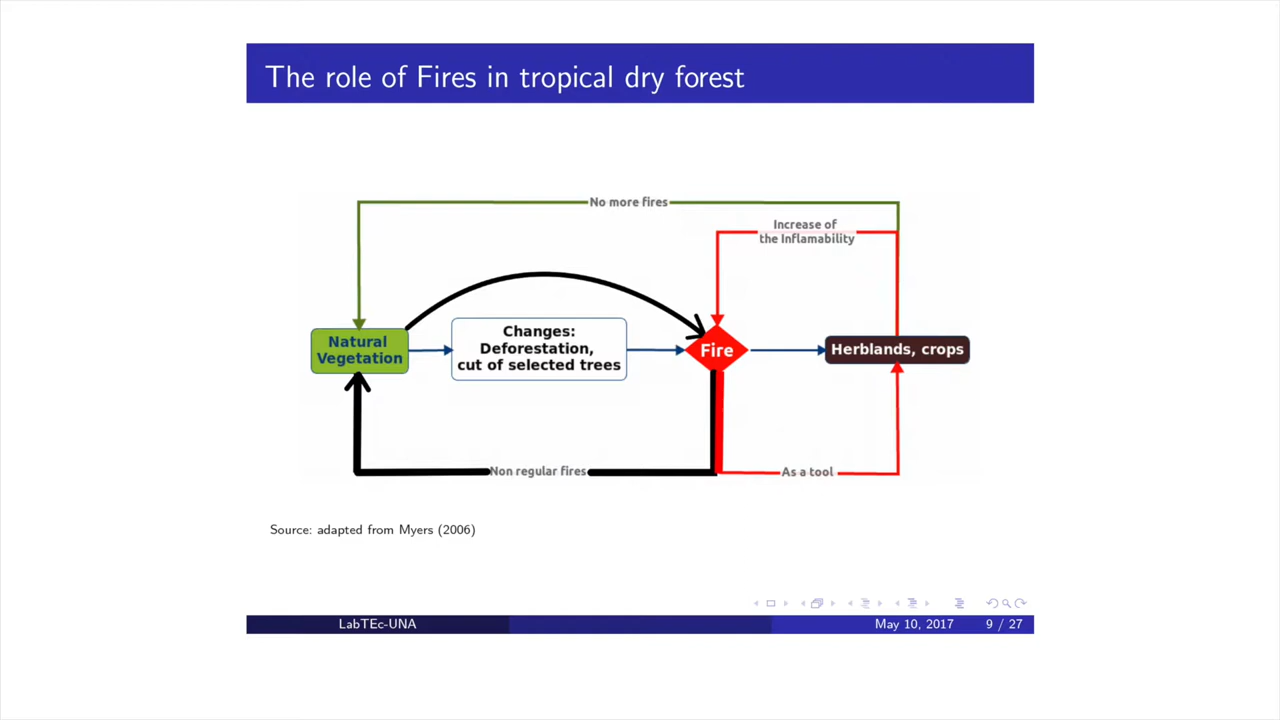 The role of Fires in tropical dry forest
No more fires
Increase of
the Inflamability
Natural
Vegetation
Changes:
Deforestation,
cut of selected trees
Fire
Herblands, crops
Non regular fires
As a tool
Source: adapted from Myers (2006)
LabTEc-UNA
May 10, 2017
9 / 27